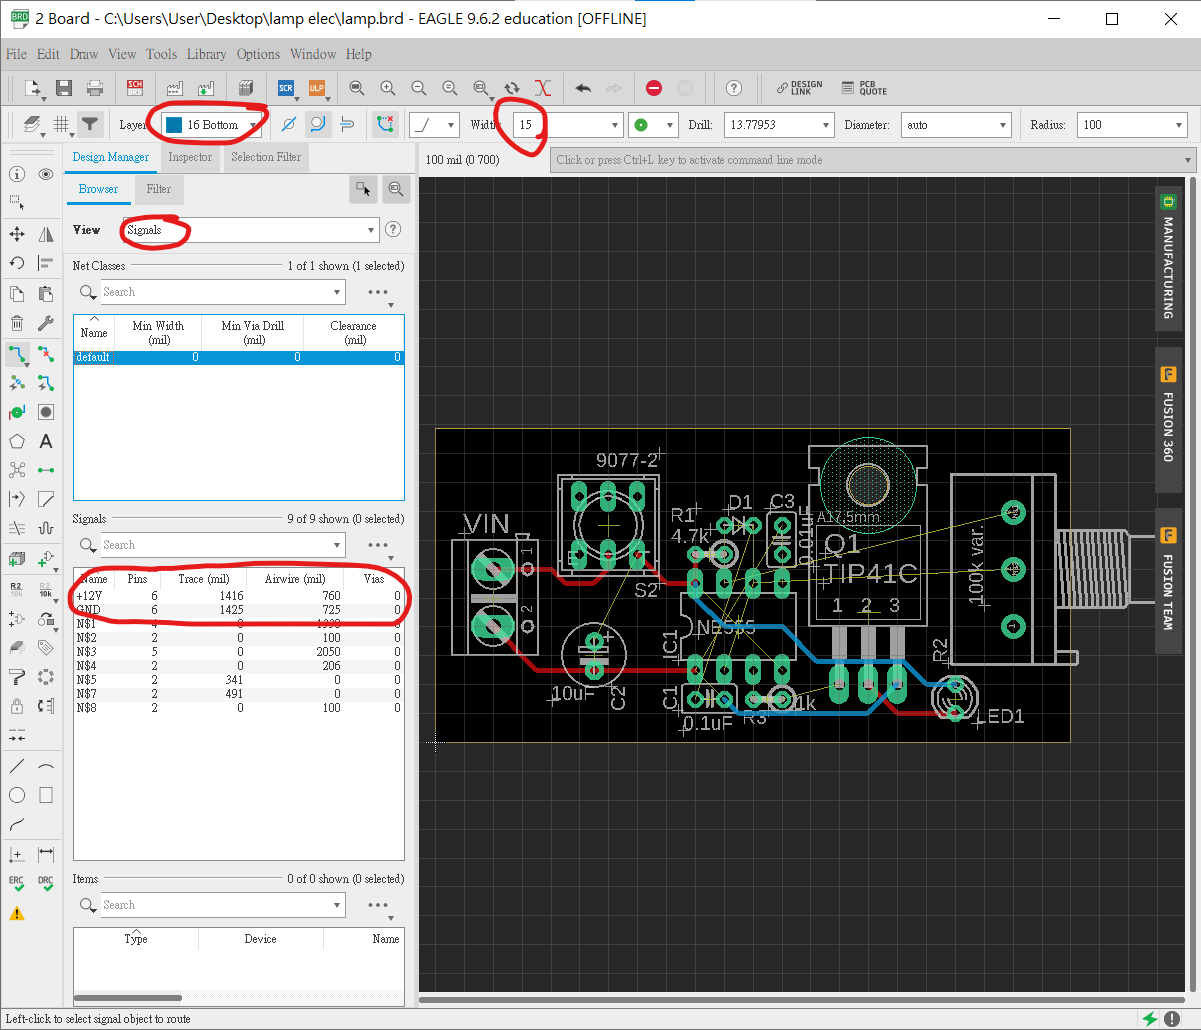 2 Board - C:\Users\User\Desktop\lamp elec\lamp.brd - EAGLE 9.6.2 education [OFFLINE]
File Edit Draw View Tools Library Options Window Help
SCH BRD SCR ULP DESIGN LINK PCB QUOTE
Layer: 16 Bottom Width: 15 Drill: 13.77953 Diameter: auto Radius: 100
Design Manager Inspector Selection Filter
100 mil (0 700) Click or press Ctrl+L key to activate command line mode
Browser Filter
View Signals
Net Classes 1 of 1 shown (1 selected)
Search
Name Min Width (mil) Min Via Drill (mil) Clearance (mil)
default 0 0 0
Signals 9 of 9 shown (0 selected)
Search
Name Pins Trace (mil) Airwire (mil) Vias
+12V 6 1416 760 0
GND 6 1425 725 0
N$1 4 0 1338 0
N$2 2 0 100 0
N$3 5 0 2050 0
N$4 2 0 206 0
N$5 2 341 0 0
N$7 2 491 0 0
N$8 2 0 100 0
Items 0 of 0 shown (0 selected)
Search
Type Device Name
R2 10k R2 10k
ERC DRC
MANUFACTURING
FUSION 360
FUSION TEAM
9077-2
VIN
1
2
S2
R1
4.7k
D1
C3
0.01uF
A17,5mm
Q1
TIP41C
1 2 3
100k var.
NE555
IC1
10uF
C2
C1
0.1uF
R3
1k
R2
LED1
Left-click to select signal object to route